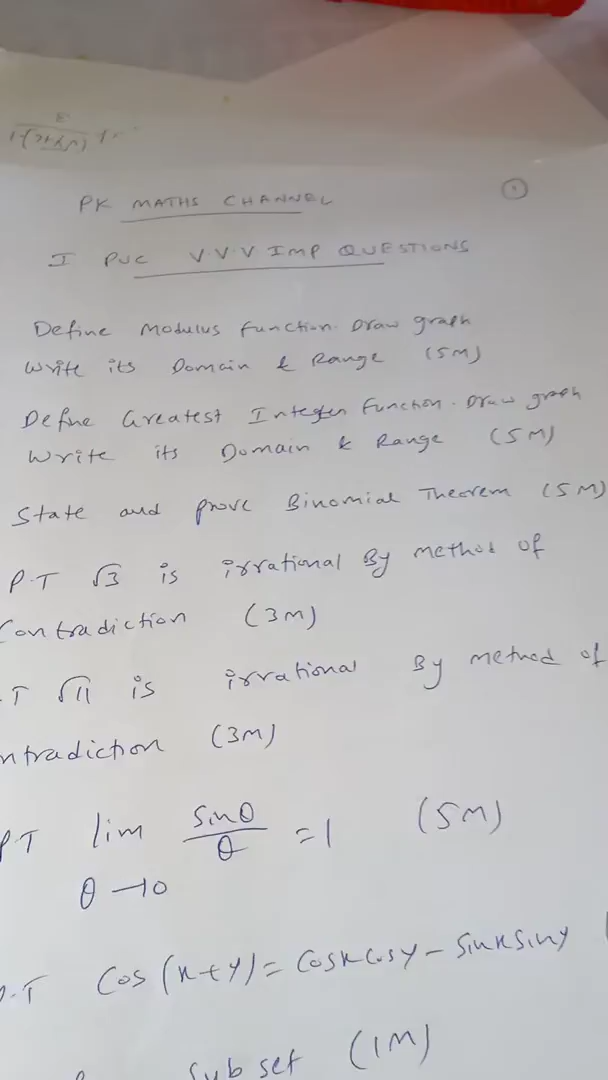 PK MATHS CHANNEL
1
I PUC V.V.V IMP QUESTIONS
Define Modulus function. Draw graph
Write its Domain & Range (5M)
Define Greatest Integer Function. Draw graph
Write its Domain & Range (5M)
State and prove Binomial Theorem (5M)
P.T √3 is irrational By method of
Contradiction (3M)
.T √11 is irrational By method of
ntradiction (3M)
PT lim sinθ/θ = 1 (5M)
θ→0
P.T Cos (x+y) = Cosx Cosy - Sinx Siny
Subset (1M)